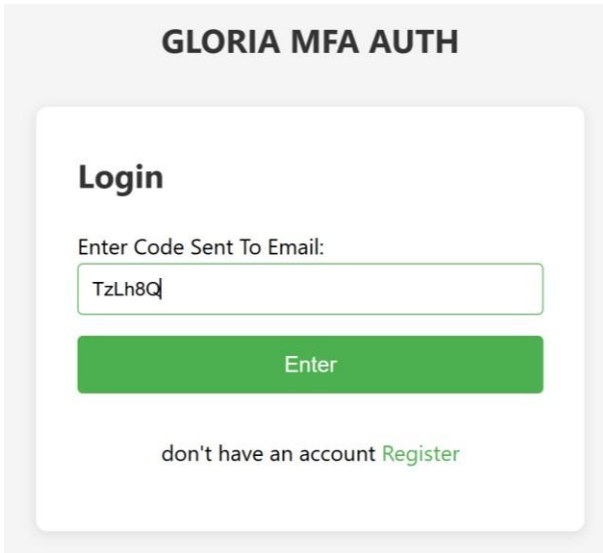 GLORIA MFA AUTH
Login
Enter Code Sent To Email:
TzLh8Q
Enter
don't have an account Register